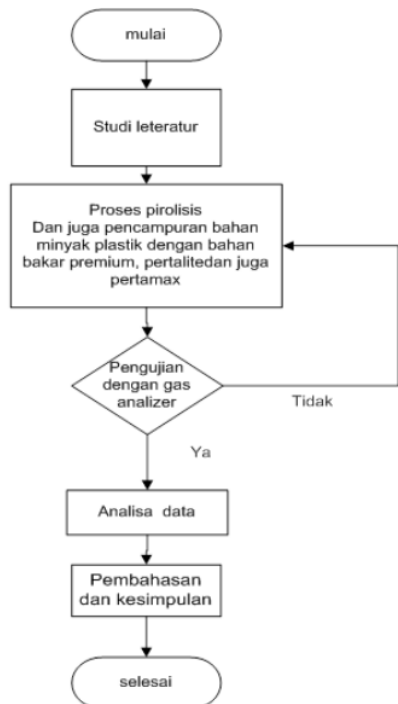 mulai
Studi leteratur
Proses pirolisis
Dan juga pencampuran bahan
minyak plastik dengan bahan
bakar premium, pertalitedan juga
pertamax
Pengujian
dengan gas
analizer
Tidak
Ya
Analisa data
Pembahasan
dan kesimpulan
selesai